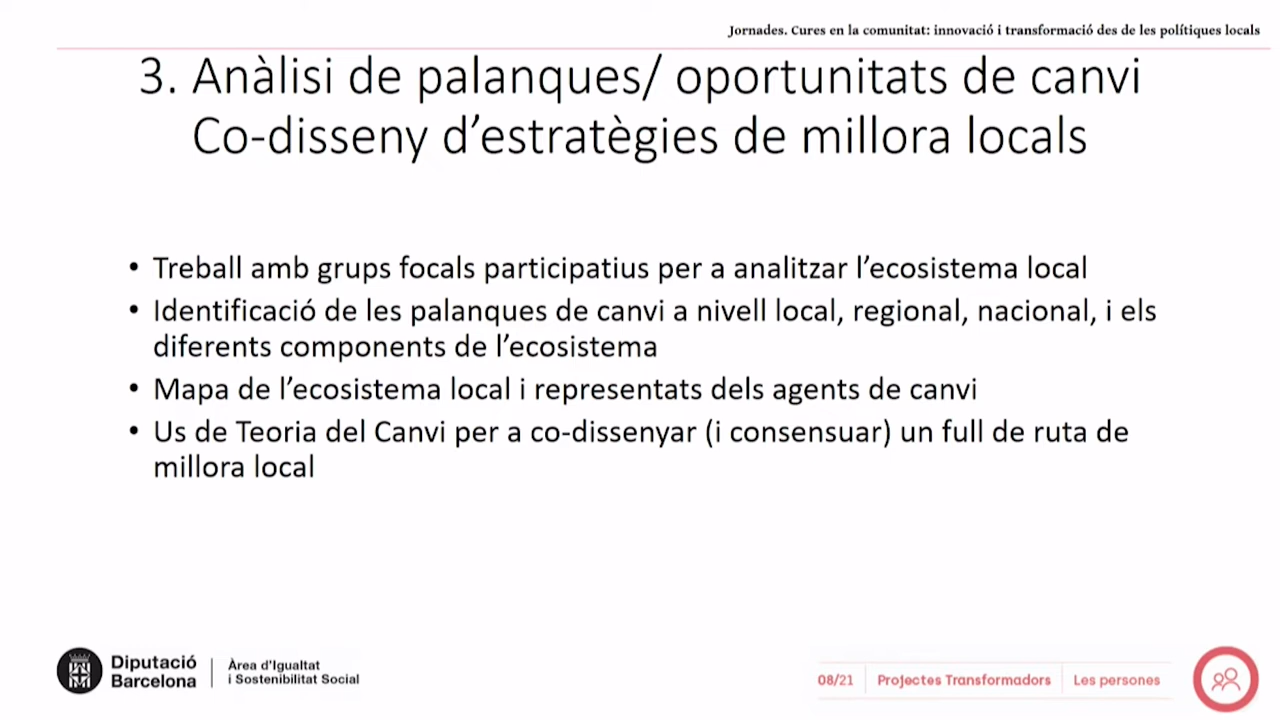 Jornades. Cures en la comunitat: innovació i transformació des de les polítiques locals
3. Anàlisi de palanques/ oportunitats de canvi
Co-disseny d’estratègies de millora locals
• Treball amb grups focals participatius per a analitzar l’ecosistema local
• Identificació de les palanques de canvi a nivell local, regional, nacional, i els
diferents components de l’ecosistema
• Mapa de l’ecosistema local i representats dels agents de canvi
• Us de Teoria del Canvi per a co-dissenyar (i consensuar) un full de ruta de
millora local
Diputació
Barcelona
Àrea d’Igualtat
i Sostenibilitat Social
08/21 Projectes Transformadors Les persones